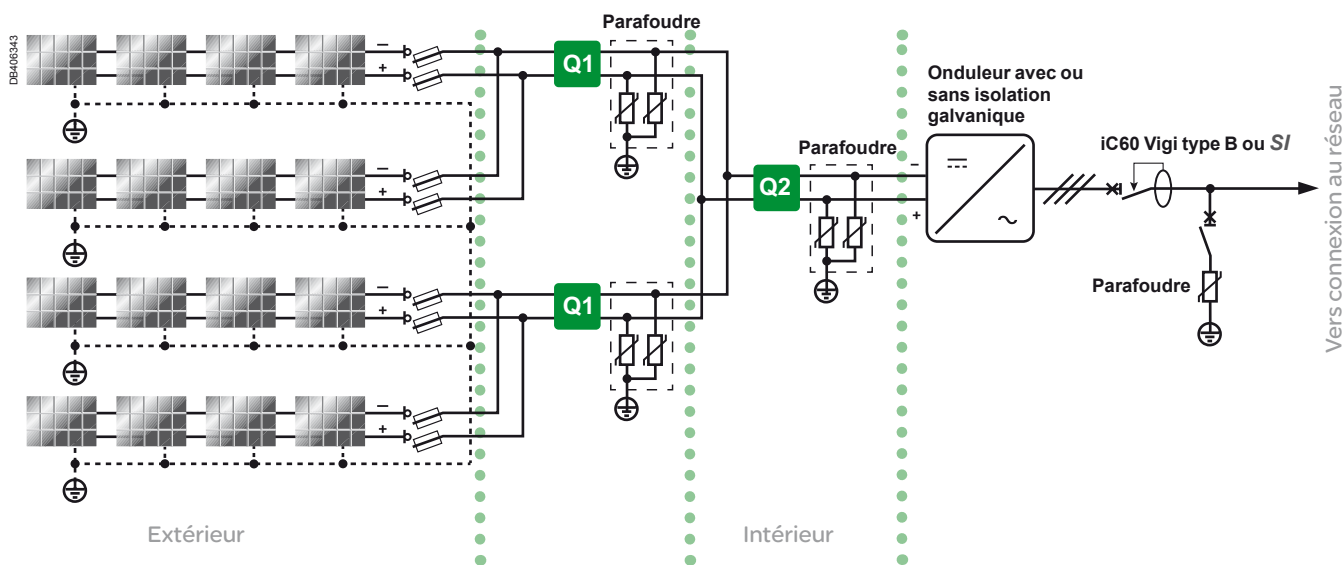 DB406343
Parafoudre
–
+
Q1
–
+
Onduleur avec ou
sans isolation
galvanique
Parafoudre
Q2
-
+
iC60 Vigi type B ou SI
Parafoudre
Vers connexion au réseau
–
+
Q1
–
+
Extérieur
Intérieur